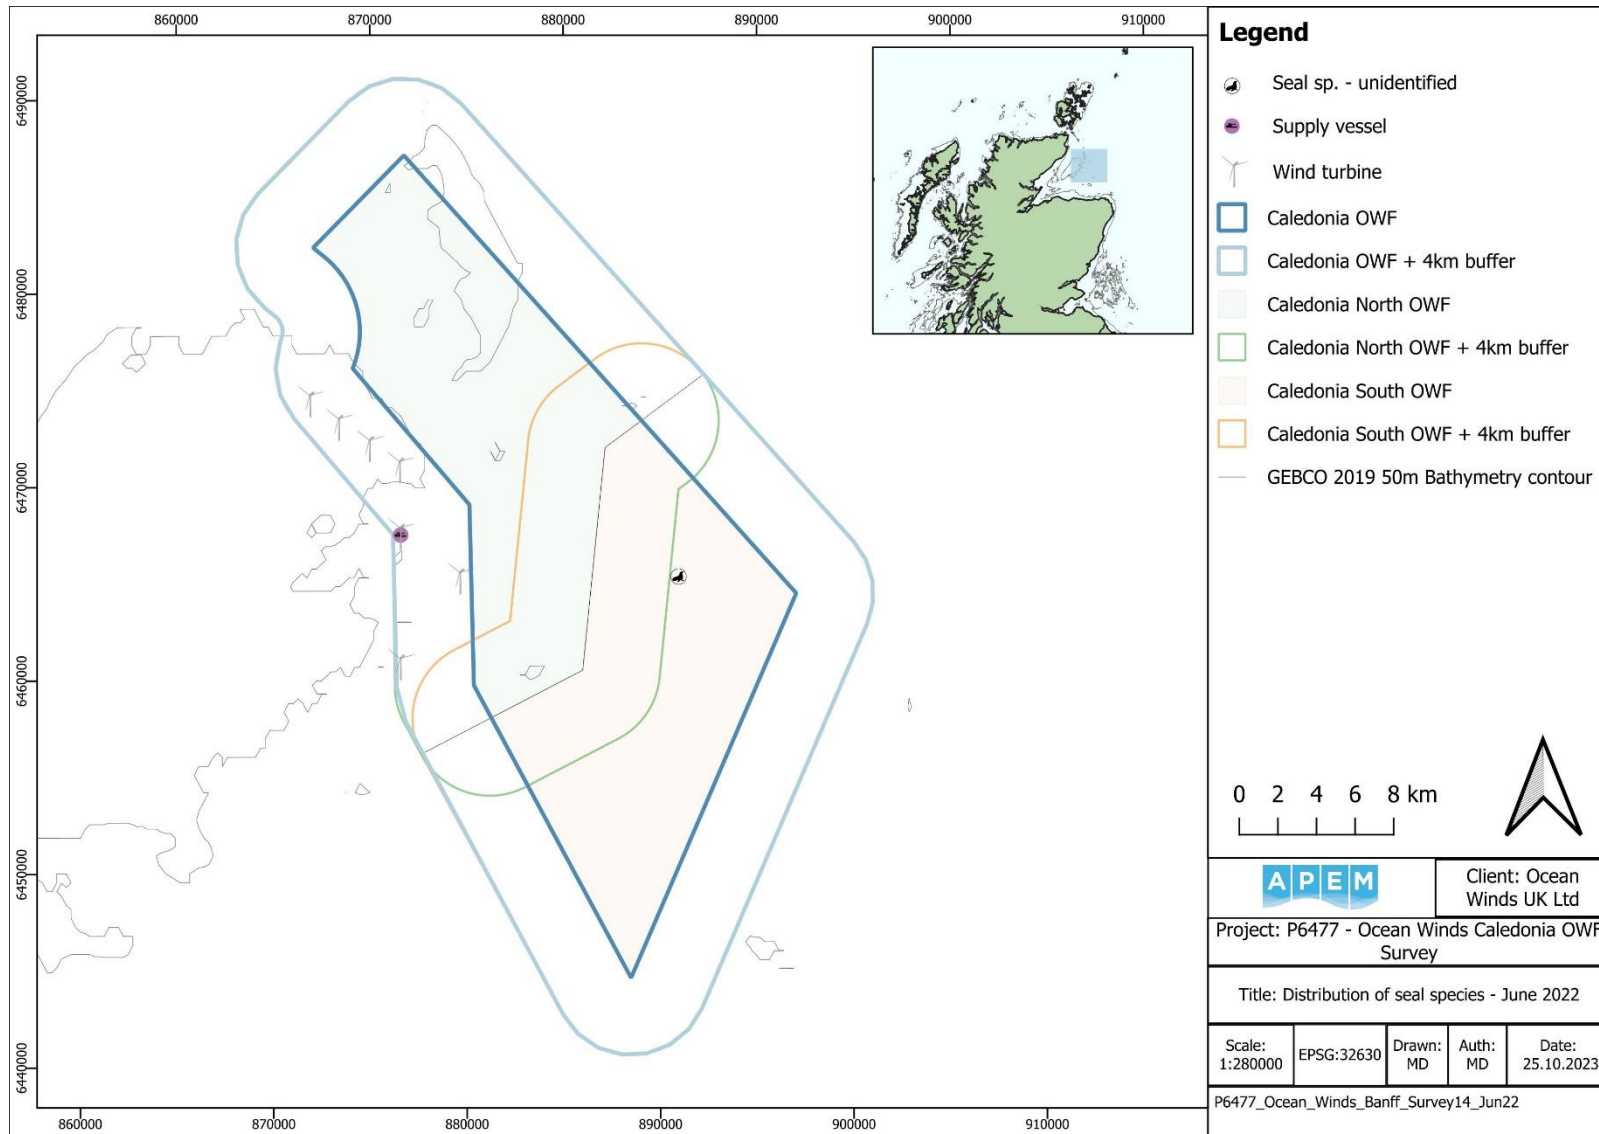 860000 870000 880000 890000 900000 910000
6490000
6480000
6470000
6460000
6450000
6440000
860000 870000 880000 890000 900000 910000
Legend
Seal sp. - unidentified
Supply vessel
Wind turbine
Caledonia OWF
Caledonia OWF + 4km buffer
Caledonia North OWF
Caledonia North OWF + 4km buffer
Caledonia South OWF
Caledonia South OWF + 4km buffer
GEBCO 2019 50m Bathymetry contour
0 2 4 6 8 km
APEM
Client: Ocean
Winds UK Ltd
Project: P6477 - Ocean Winds Caledonia OWF
Survey
Title: Distribution of seal species - June 2022
Scale:
1:280000
EPSG:32630
Drawn:
MD
Auth:
MD
Date:
25.10.2023
P6477_Ocean_Winds_Banff_Survey14_Jun22